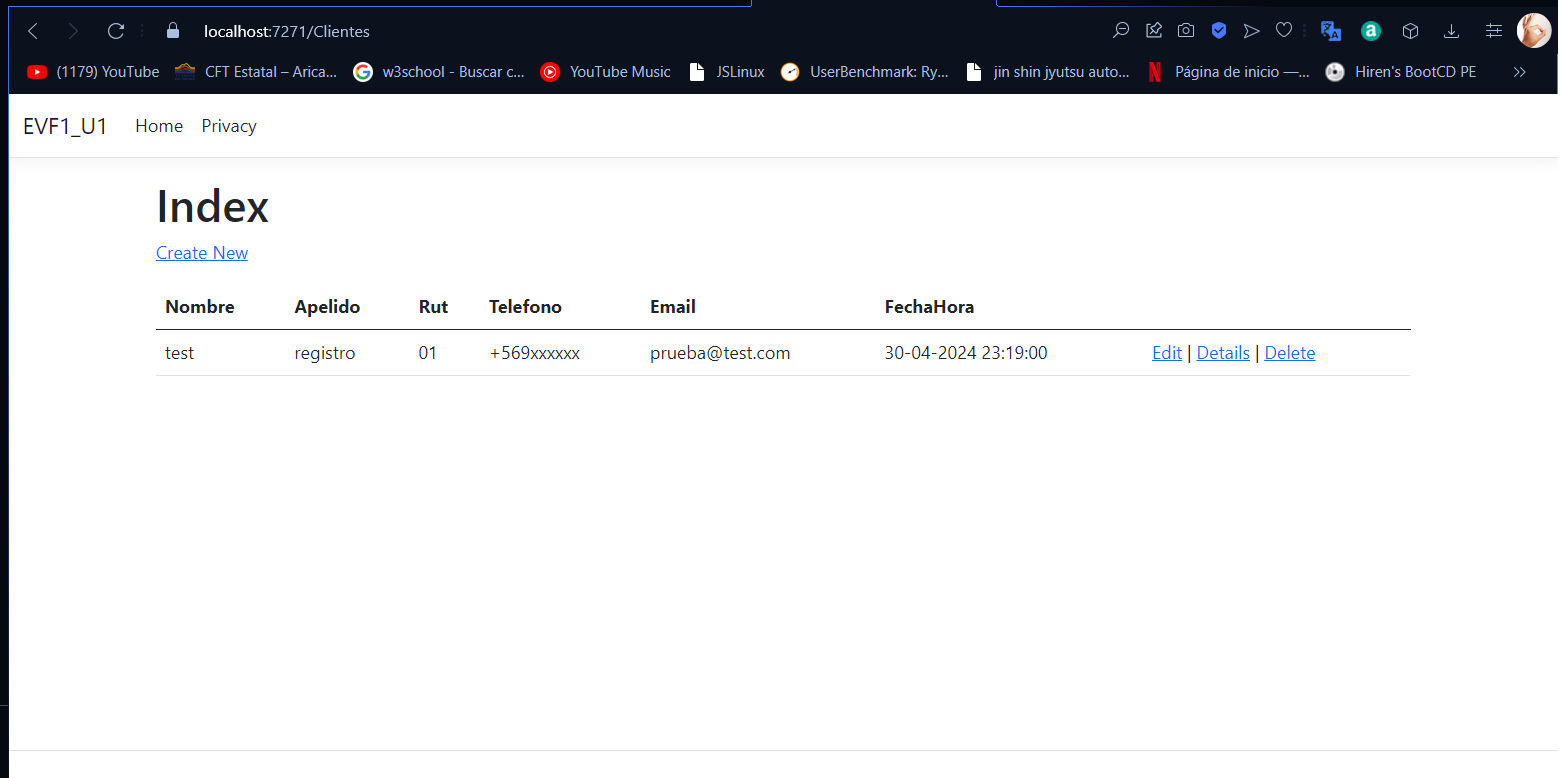 localhost:7271/Clientes
(1179) YouTube CFT Estatal – Arica... w3school - Buscar c... YouTube Music JSLinux UserBenchmark: Ry... jin shin jyutsu auto... Página de inicio —... Hiren's BootCD PE
EVF1_U1 Home Privacy
Index
Create New
Nombre Apelido Rut Telefono Email FechaHora
test registro 01 +569xxxxxx prueba@test.com 30-04-2024 23:19:00 Edit | Details | Delete